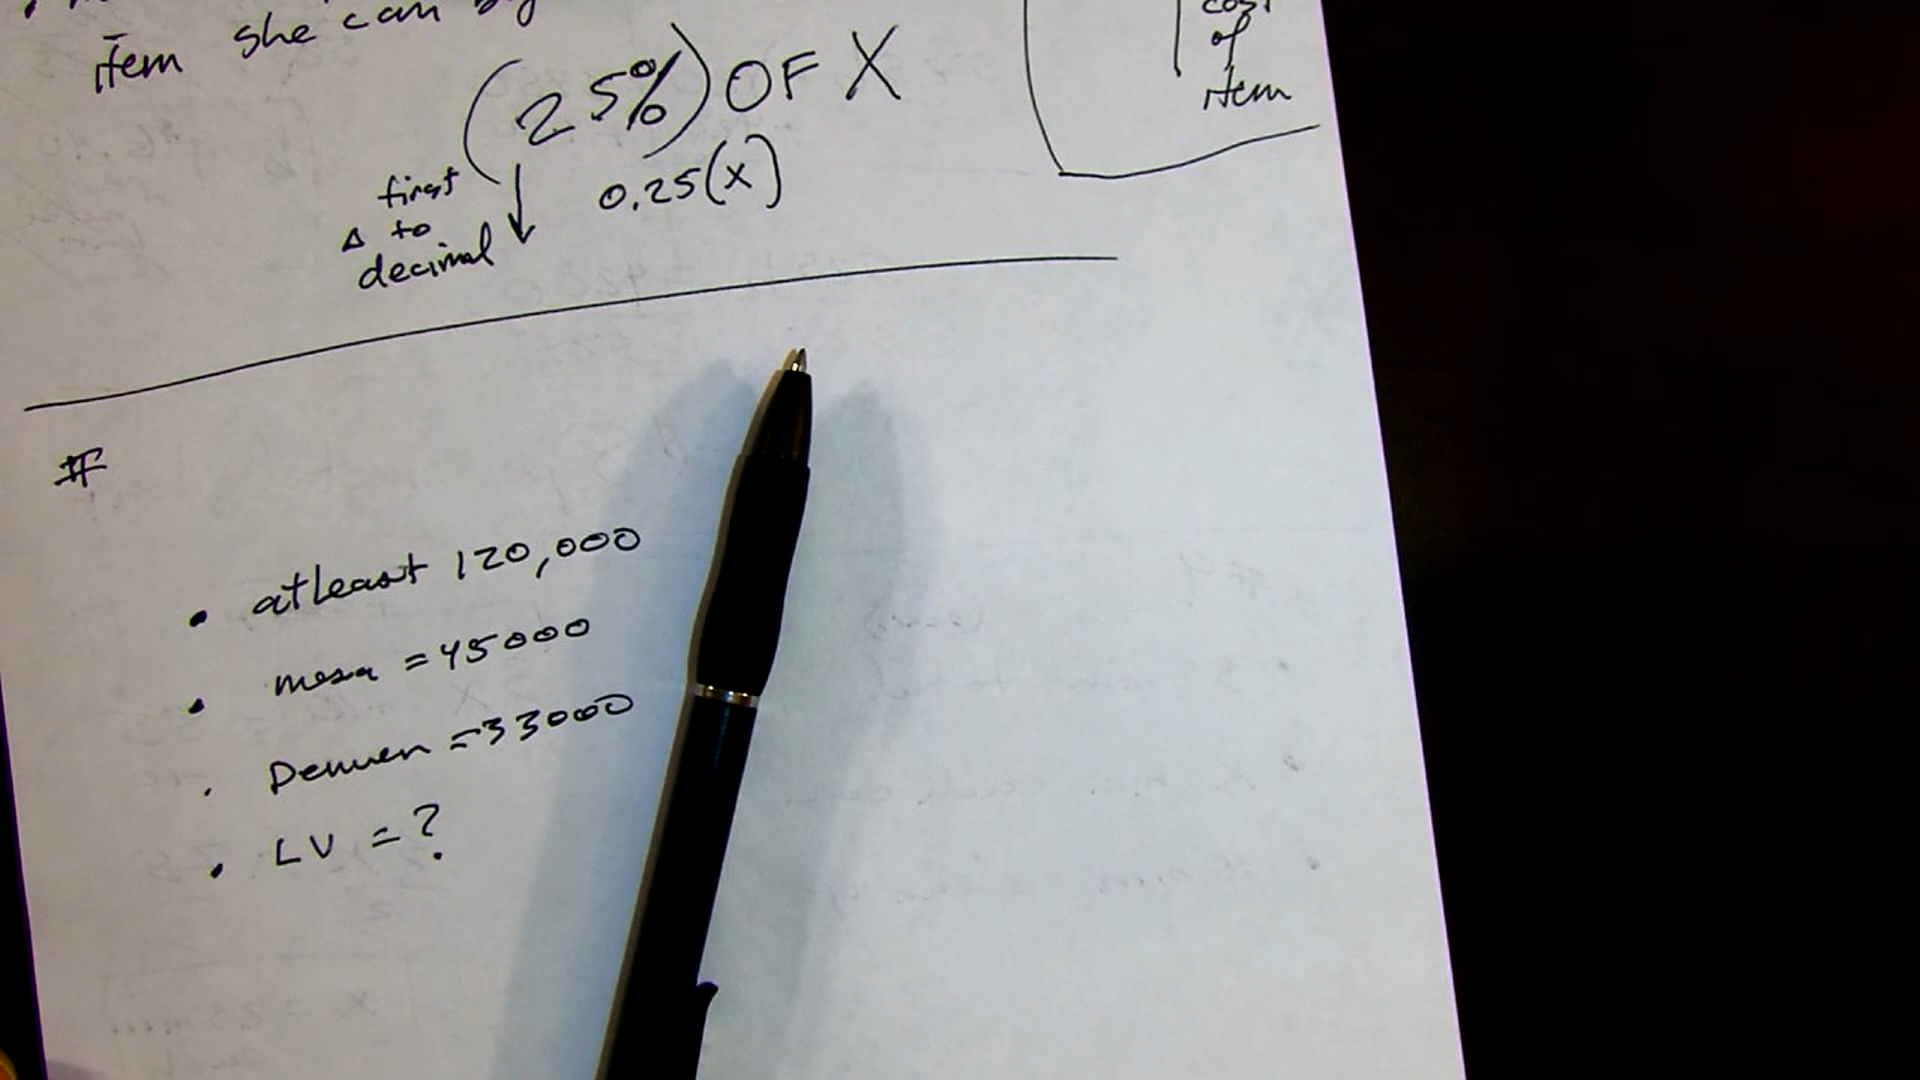 item she can
(25%) OF X
first
Δ to
decimal
0.25(x)
cost
of
item
#
• atleast 120,000
• mesa = 45000
• Denver = 33000
• LV = ?